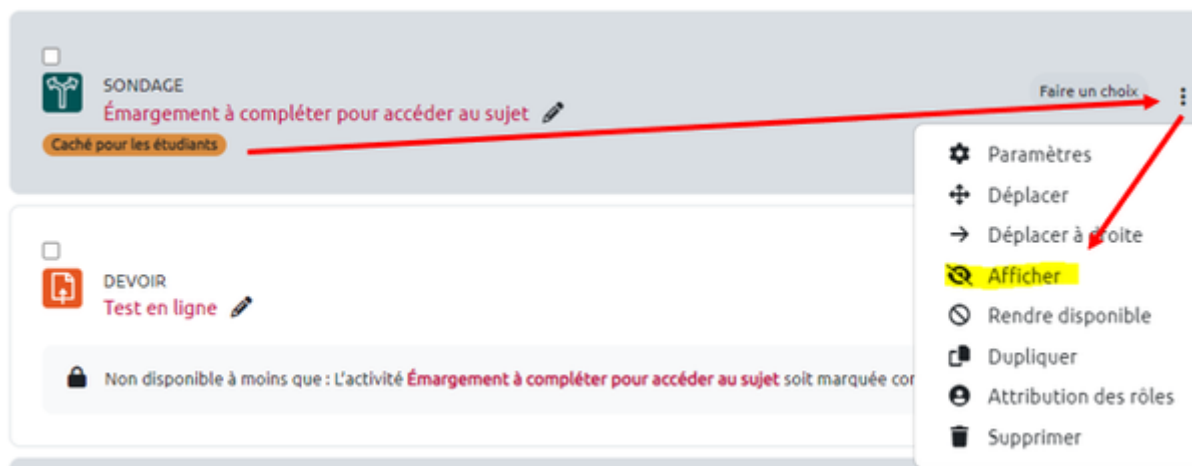 SONDAGE
Émargement à compléter pour accéder au sujet
Faire un choix
Caché pour les étudiants
Paramètres
Déplacer
Déplacer à droite
Afficher
Rendre disponible
Dupliquer
Attribution des rôles
Supprimer
DEVOIR
Test en ligne
Non disponible à moins que : L'activité Émargement à compléter pour accéder au sujet soit marquée cor